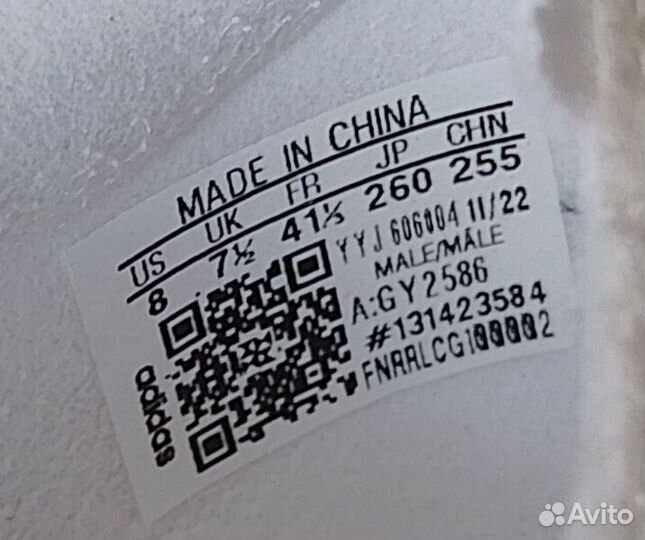 MADE IN CHINA
US UK FR JP CHN
8 7½ 41⅓ 260 255
YYJ 606004 11/22
MALE/MÂLE
A:GY2586
#131423584
FNRRLCG100002
adidas
Avito